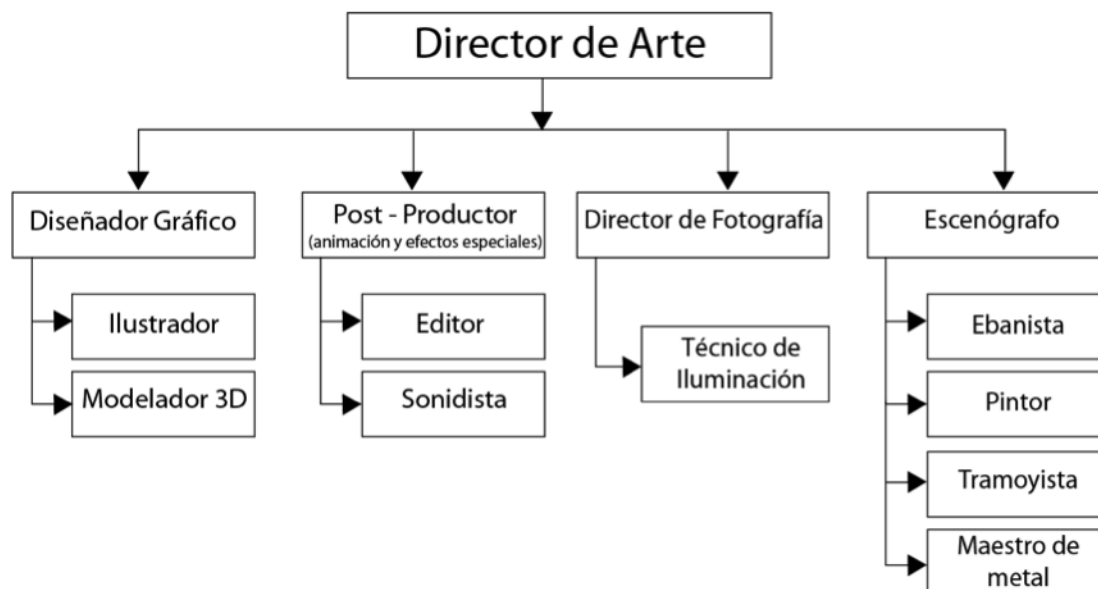 Director de Arte
Diseñador Gráfico
Ilustrador
Modelador 3D
Post - Productor
(animación y efectos especiales)
Editor
Sonidista
Director de Fotografía
Técnico de
Iluminación
Escenógrafo
Ebanista
Pintor
Tramoyista
Maestro de
metal